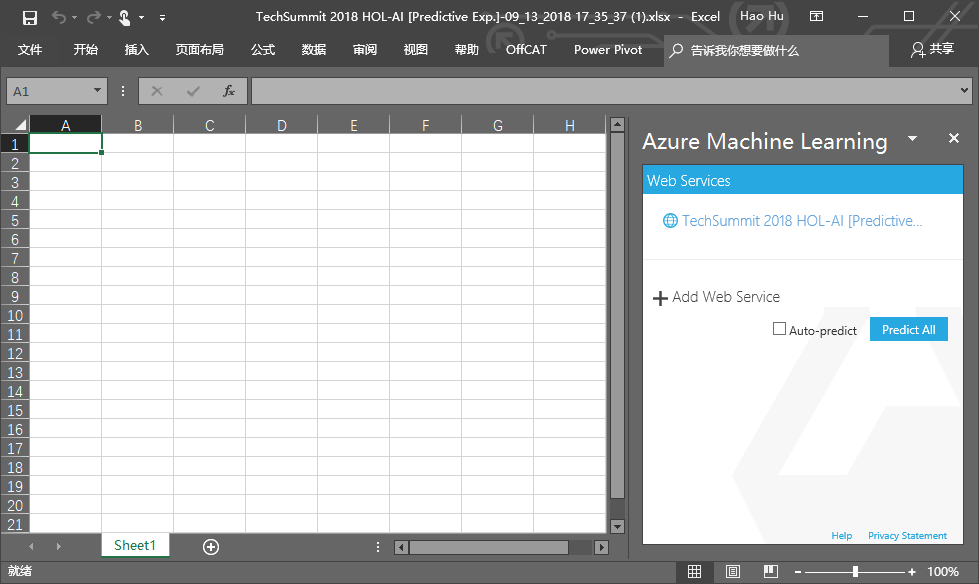 TechSummit 2018 HOL-AI [Predictive Exp.]-09_13_2018 17_35_37 (1).xlsx - Excel Hao Hu
文件 开始 插入 页面布局 公式 数据 审阅 视图 帮助 OffCAT Power Pivot 告诉我你想要做什么 共享
A1 fx
A B C D E F G H
1
2
3
4
5
6
7
8
9
10
11
12
13
14
15
16
17
18
19
20
21
Azure Machine Learning
Web Services
TechSummit 2018 HOL-AI [Predictive...
Add Web Service
Auto-predict Predict All
Help Privacy Statement
Sheet1
就绪 100%